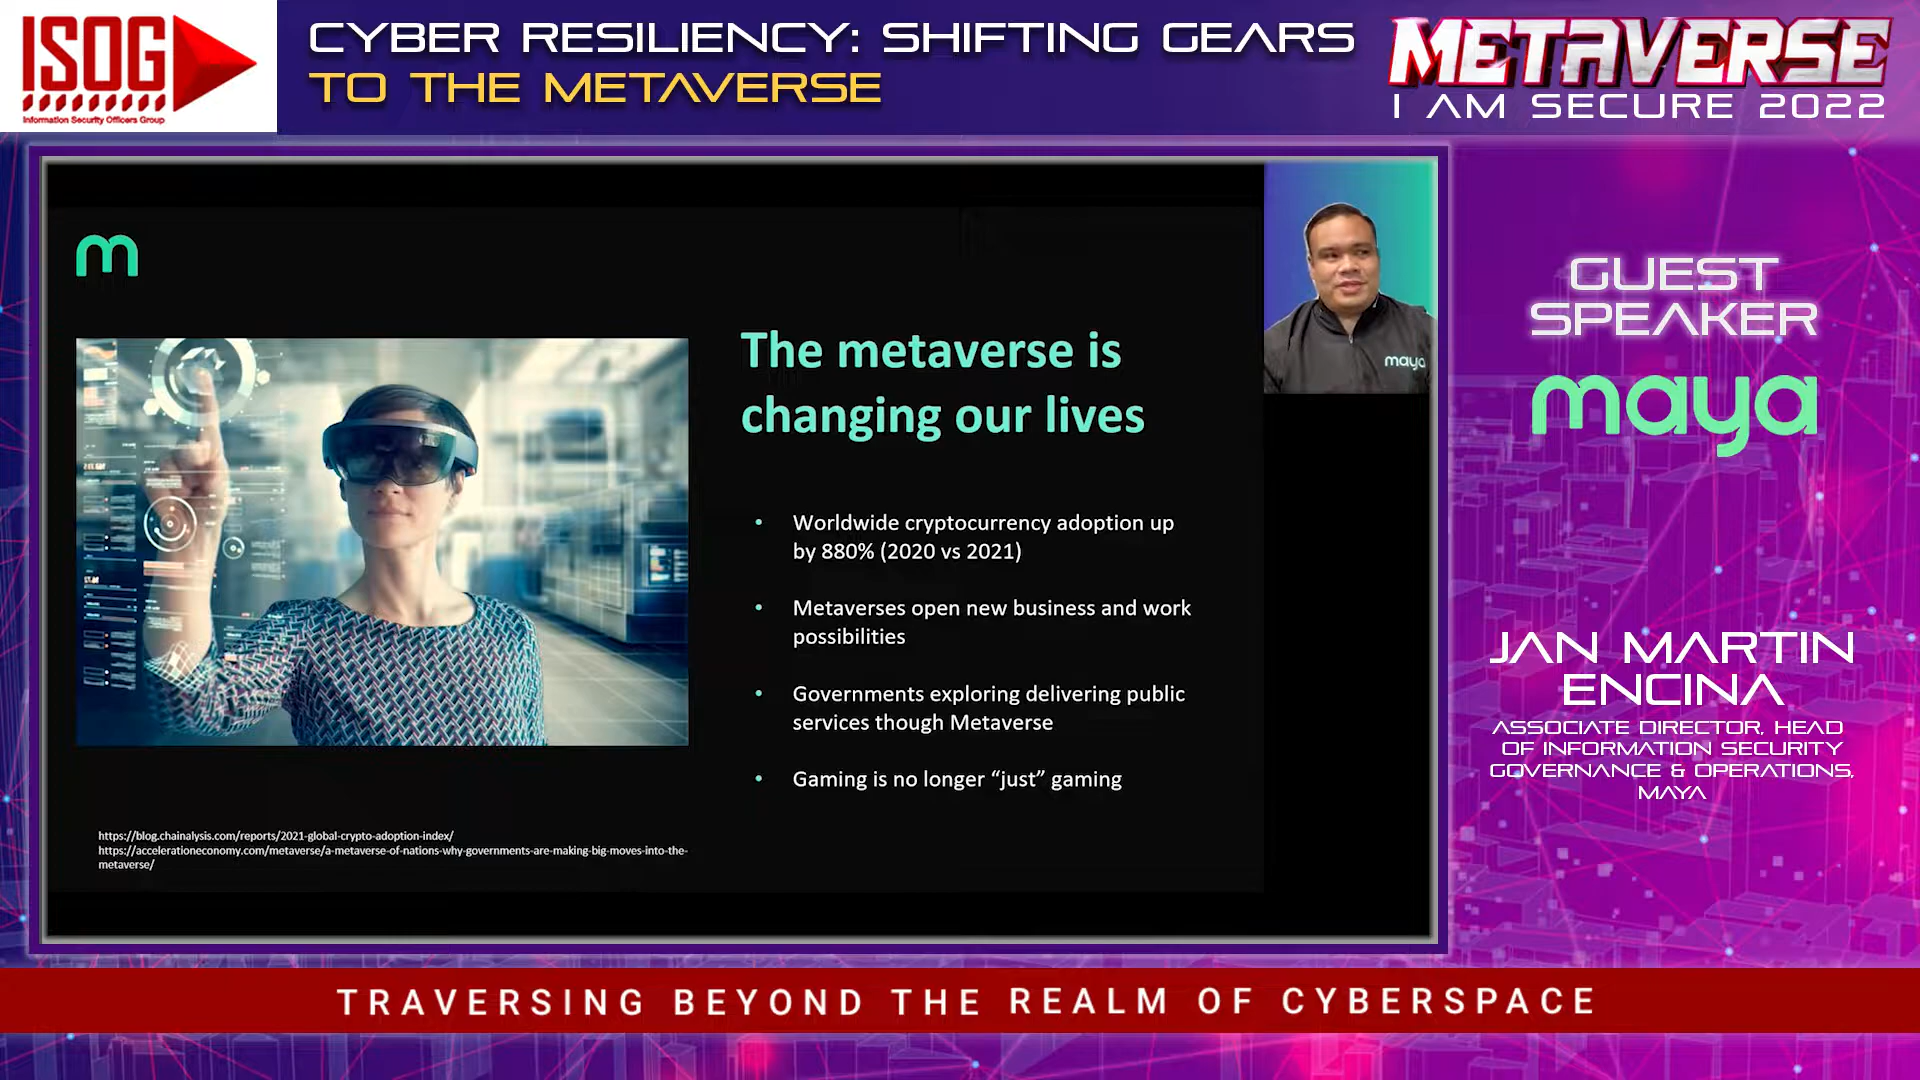 ISOG
Information Security Officers Group
CYBER RESILIENCY: SHIFTING GEARS
TO THE METAVERSE
METAVERSE
I AM SECURE 2022
m
The metaverse is
changing our lives
• Worldwide cryptocurrency adoption up
by 880% (2020 vs 2021)
• Metaverses open new business and work
possibilities
• Governments exploring delivering public
services though Metaverse
• Gaming is no longer “just” gaming
https://blog.chainalysis.com/reports/2021-global-crypto-adoption-index/
https://accelerationeconomy.com/metaverse/a-metaverse-of-nations-why-governments-are-making-big-moves-into-the-
metaverse/
maya
GUEST
SPEAKER
maya
JAN MARTIN
ENCINA
ASSOCIATE DIRECTOR, HEAD
OF INFORMATION SECURITY
GOVERNANCE & OPERATIONS,
MAYA
TRAVERSING BEYOND THE REALM OF CYBERSPACE